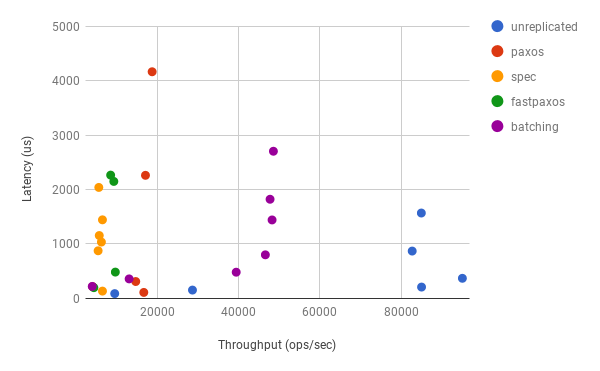 5000
4000
3000
2000
1000
0
Latency (us)
20000
40000
60000
80000
Throughput (ops/sec)
unreplicated
paxos
spec
fastpaxos
batching